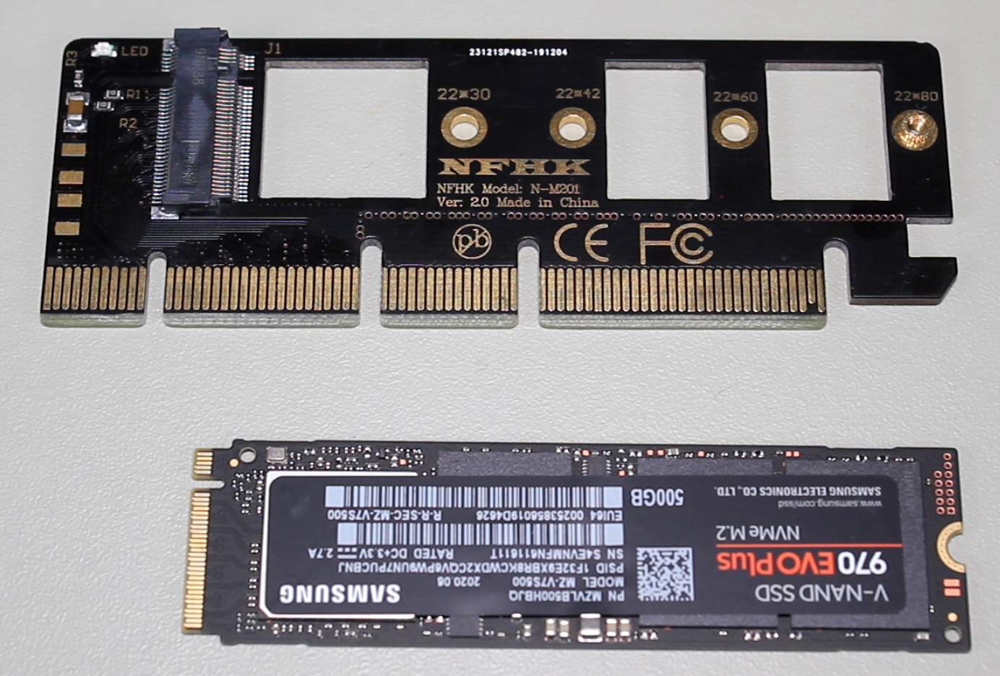 R3
LED
J1
23121SP482-191204
R1
R2
22*30
22*42
22*60
22*80
NFHK
NFHK Model: N-M201
Ver: 2.0 Made in China
pb
CE
FC
V-NAND SSD
970 EVO Plus
NVMe M.2
www.samsung.com/ssd
SAMSUNG ELECTRONICS CO., LTD.
SAMSUNG
PN MZVLB500HBJQ
MODEL MZ-V7S500 2020.06
PSID 1F32E9XBR8KCWDX2CQV6PW9UN7PUCBNJ
SN S4EVNMFN611611T RATED DC+3.3V 2.7A
EUI64 00253856019D4626 R-R-SEC-MZ-V7S500
500GB